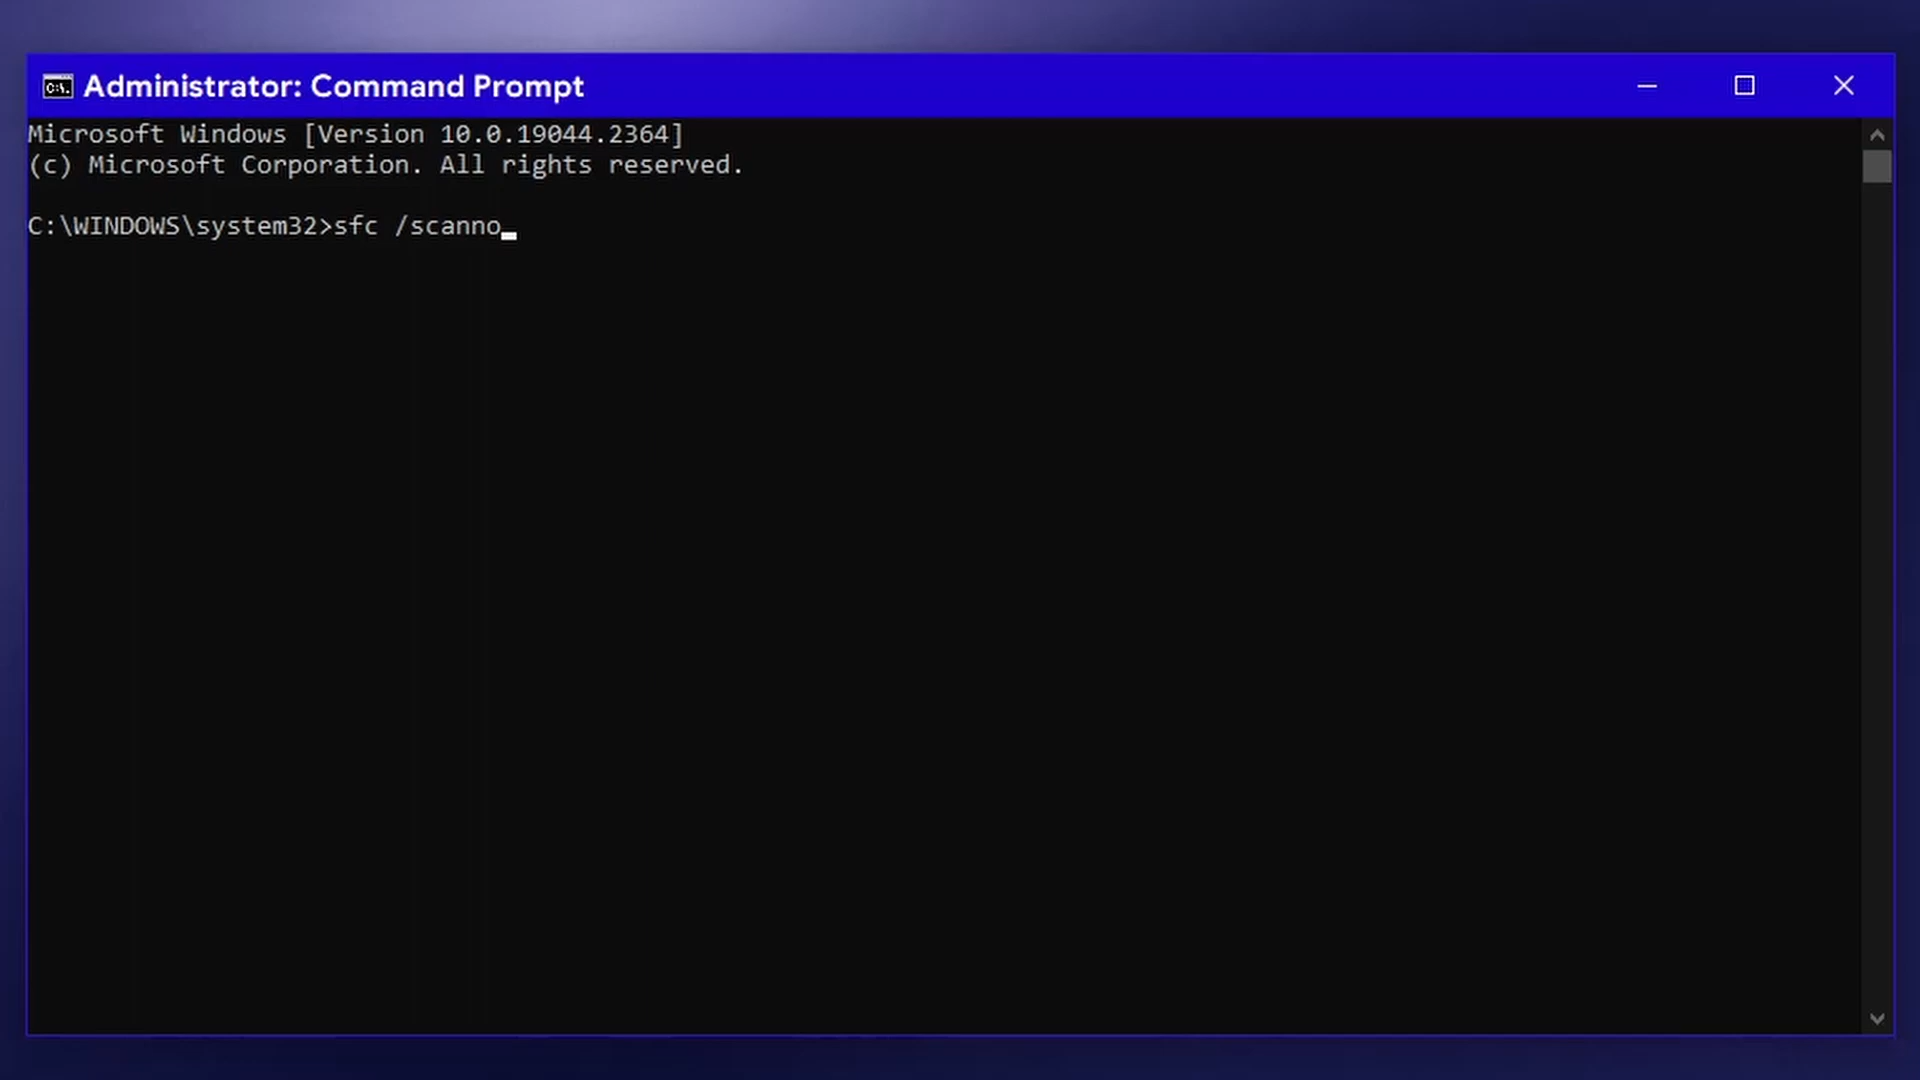 Administrator: Command Prompt
Microsoft Windows [Version 10.0.19044.2364]
(c) Microsoft Corporation. All rights reserved.
C:\WINDOWS\system32>sfc /scanno